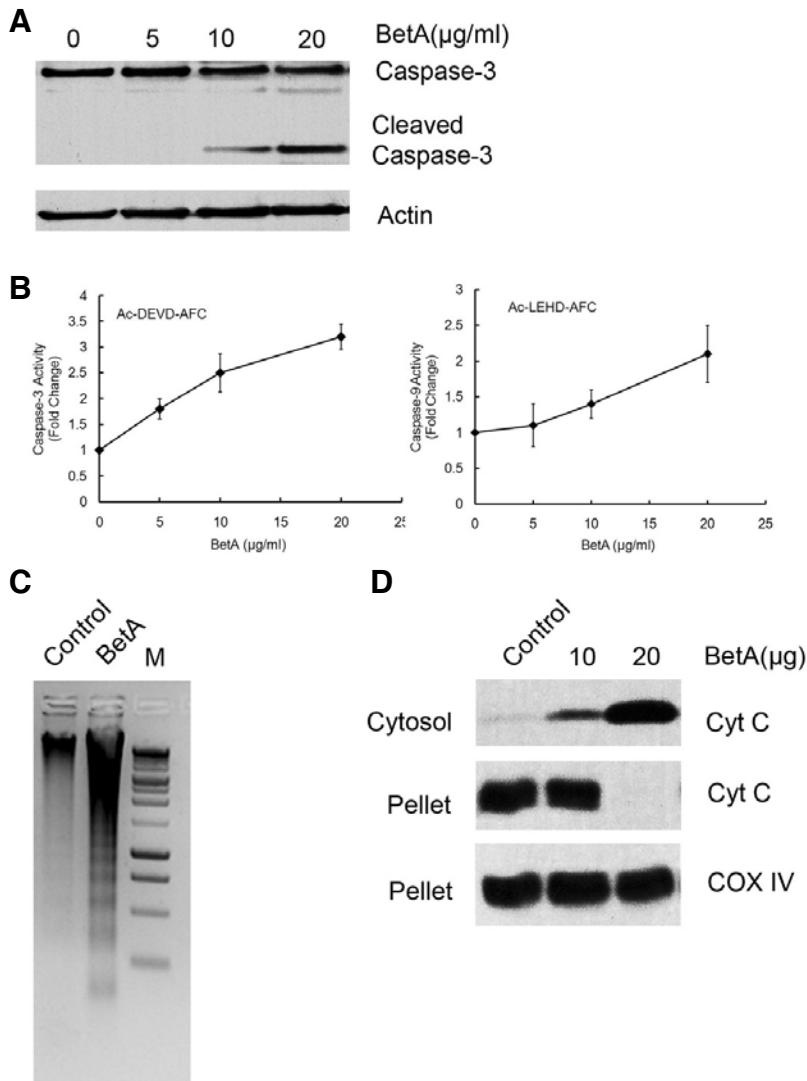 A
0 5 10 20 BetA(µg/ml)
Caspase-3
Cleaved
Caspase-3
Actin
B
Ac-DEVD-AFC
Caspase-3 Activity
(Fold Change)
4
3.5
3
2.5
2
1.5
1
0.5
0
0 5 10 15 20 25
BetA (µg/ml)
Ac-LEHD-AFC
Caspase-9 Activity
(Fold Change)
3
2.5
2
1.5
1
0.5
0
0 5 10 15 20 25
BetA (µg/ml)
C
Control
BetA
M
D
Control 10 20 BetA(µg)
Cytosol Cyt C
Pellet Cyt C
Pellet COX IV